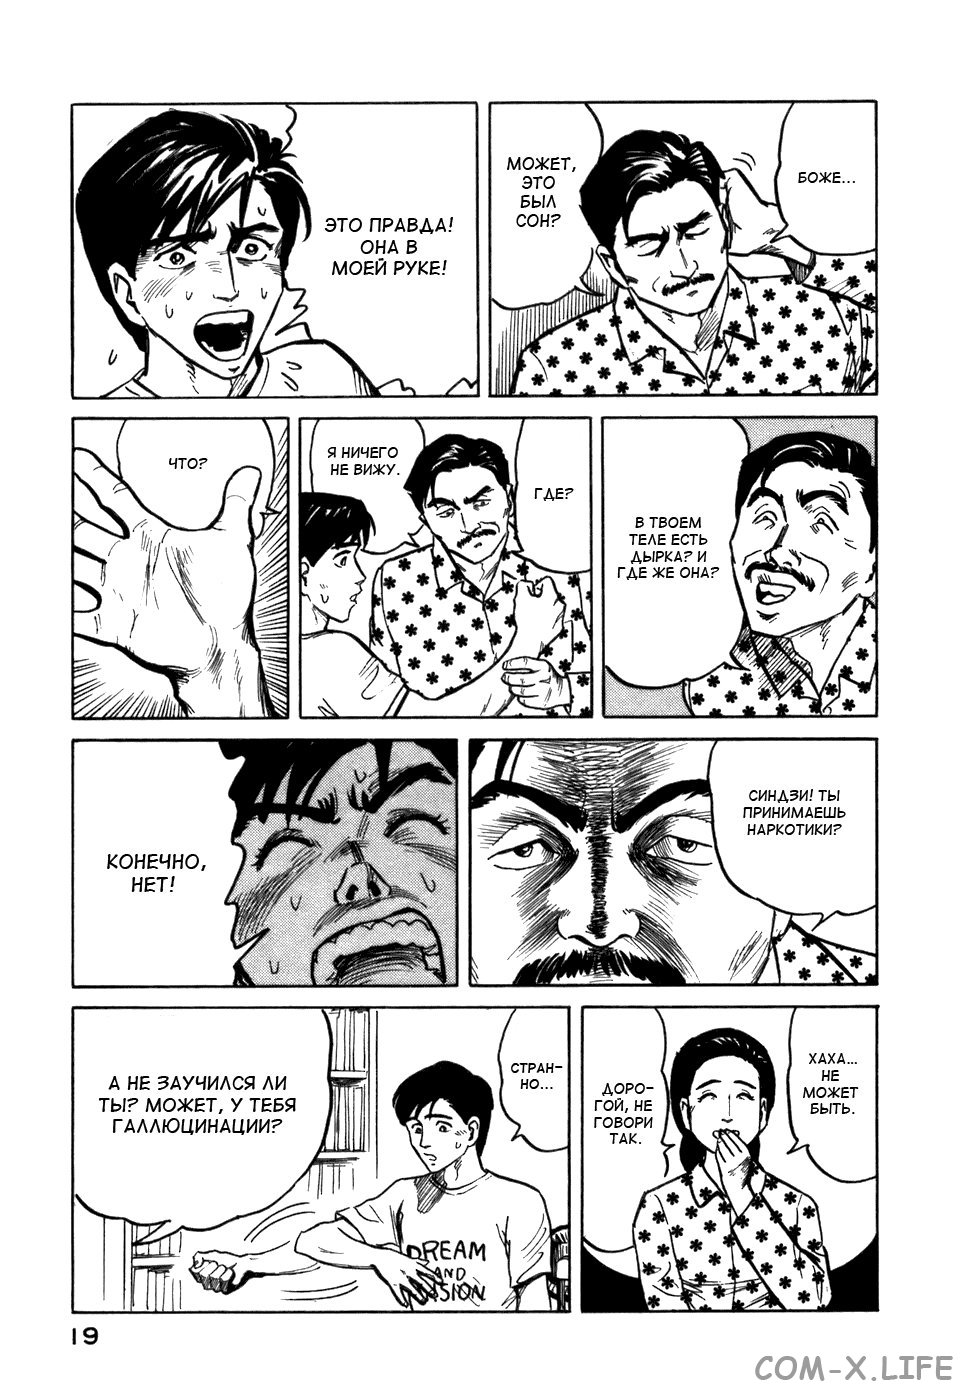 БОЖЕ...
МОЖЕТ,
ЭТО
БЫЛ
СОН?
ЭТО ПРАВДА!
ОНА В
МОЕЙ РУКЕ!
В ТВОЕМ
ТЕЛЕ ЕСТЬ
ДЫРКА? И
ГДЕ ЖЕ ОНА?
ГДЕ?
Я НИЧЕГО
НЕ ВИЖУ.
ЧТО?
СИНДЗИ! ТЫ
ПРИНИМАЕШЬ
НАРКОТИКИ?
КОНЕЧНО,
НЕТ!
ХАХА...
НЕ
МОЖЕТ
БЫТЬ.
ДОРО-
ГОЙ, НЕ
ГОВОРИ
ТАК.
СТРАН-
НО...
А НЕ ЗАУЧИЛСЯ ЛИ
ТЫ? МОЖЕТ, У ТЕБЯ
ГАЛЛЮЦИНАЦИИ?
DREAM
AND
19
COM-X.LIFE